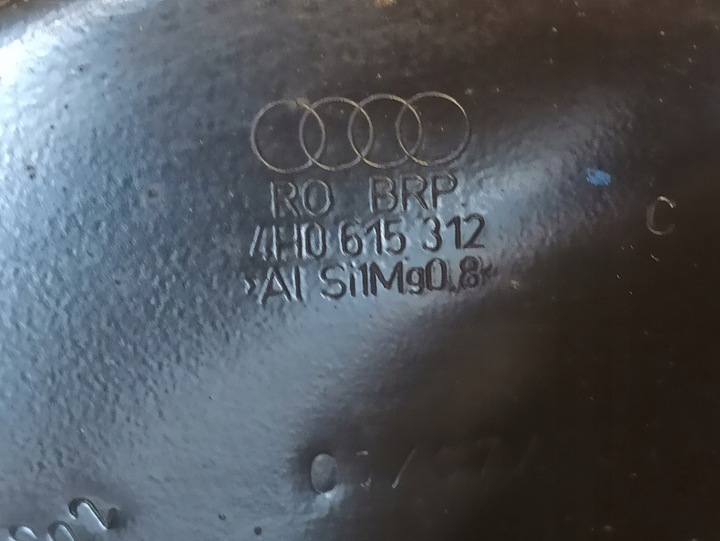 RO BRP
4H0 615 312
>Al Si1Mg0,8<
C